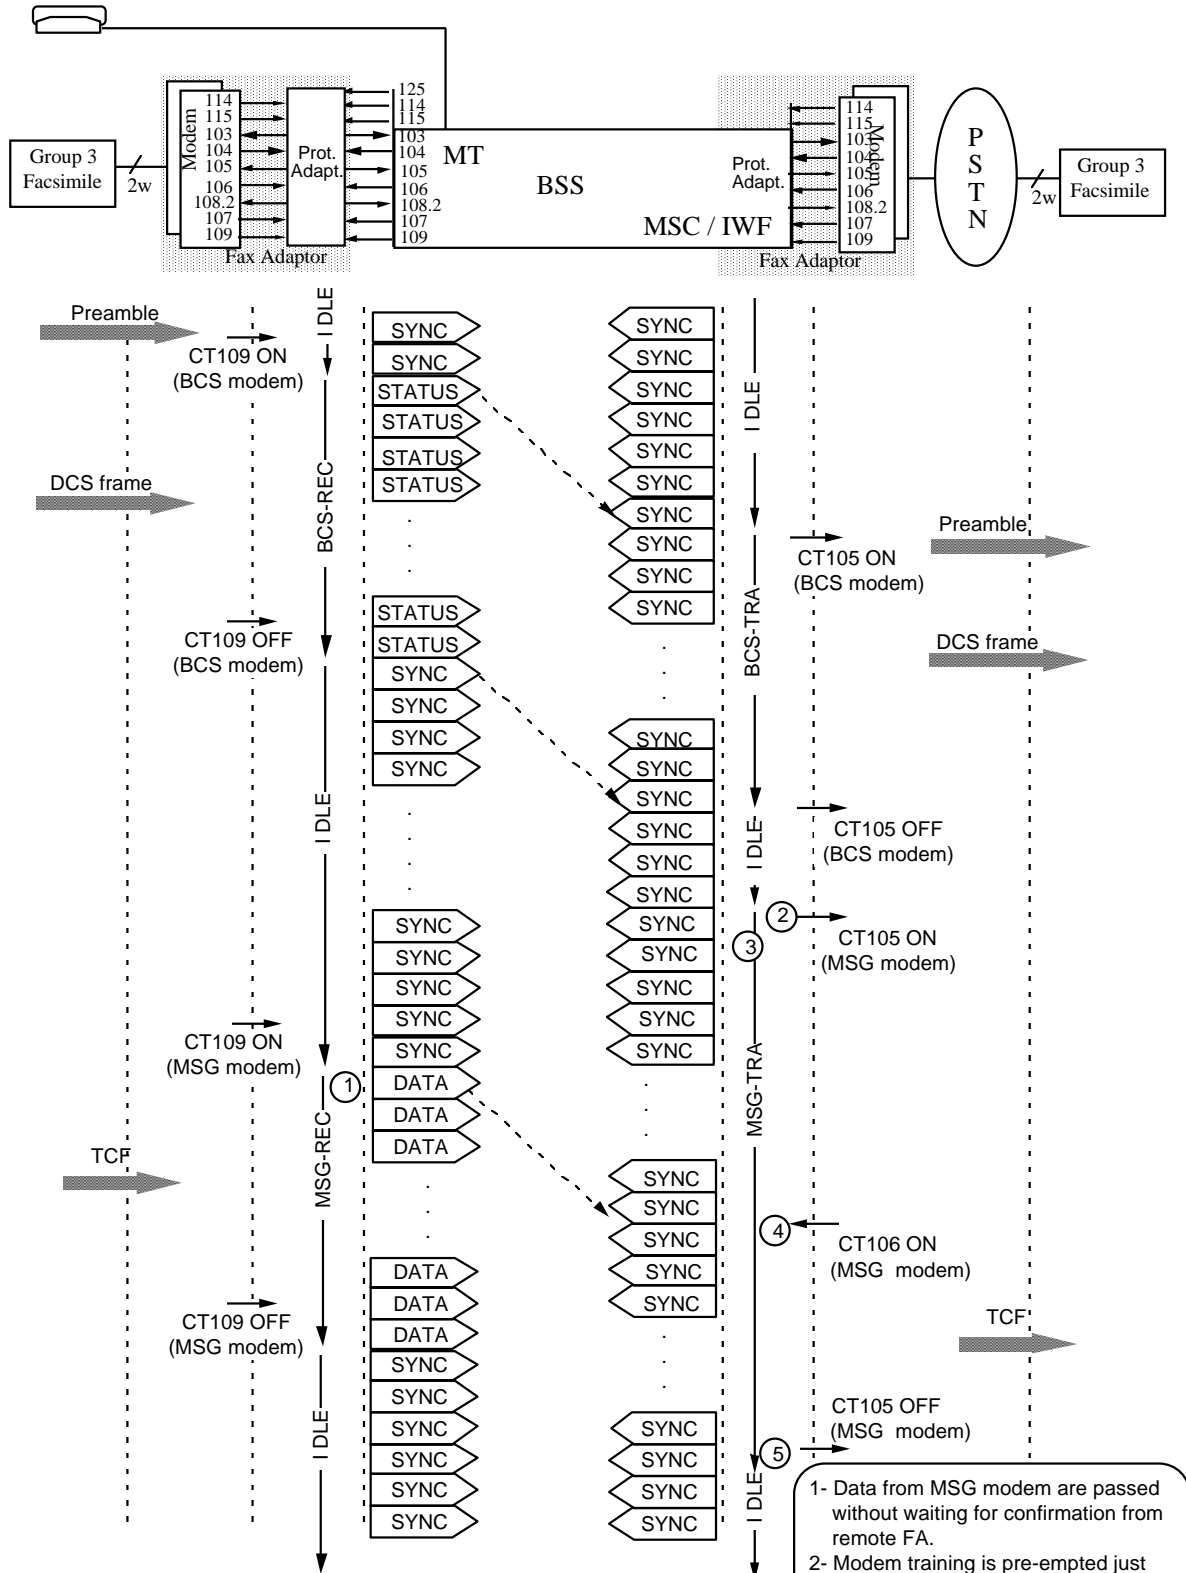 125
114
114
115
115
103
103
104
104
105
105
106
106
108.2
108.2
107
107
109
109
Modem
Prot.
Adapt.
MT
BSS
MSC / IWF
Prot.
Adapt.
114
115
103
104
105
106
108.2
107
109
Modem
P
S
T
N
Group 3
Facsimile
2w
Group 3
Facsimile
2w
Fax Adaptor
Fax Adaptor
Preamble
CT109 ON
(BCS modem)
I DLE
SYNC
SYNC
STATUS
STATUS
STATUS
STATUS
SYNC
SYNC
SYNC
SYNC
SYNC
SYNC
SYNC
SYNC
SYNC
SYNC
I DLE
DCS frame
BCS-REC
Preamble
CT105 ON
(BCS modem)
CT109 OFF
(BCS modem)
STATUS
STATUS
SYNC
SYNC
SYNC
SYNC
BCS-TRA
DCS frame
I DLE
SYNC
SYNC
SYNC
SYNC
SYNC
SYNC
SYNC
SYNC
SYNC
SYNC
SYNC
I DLE
CT105 OFF
(BCS modem)
2
CT105 ON
(MSG modem)
3
SYNC
SYNC
SYNC
SYNC
SYNC
CT109 ON
(MSG modem)
1
DATA
DATA
DATA
MSG-TRA
MSG-REC
TCF
SYNC
SYNC
SYNC
SYNC
SYNC
4
CT106 ON
(MSG modem)
DATA
DATA
DATA
SYNC
SYNC
SYNC
SYNC
SYNC
SYNC
CT109 OFF
(MSG modem)
TCF
I DLE
SYNC
SYNC
SYNC
SYNC
CT105 OFF
(MSG modem)
5
I DLE
1- Data from MSG modem are passed
without waiting for confirmation from
remote FA.
2- Modem training is pre-empted just